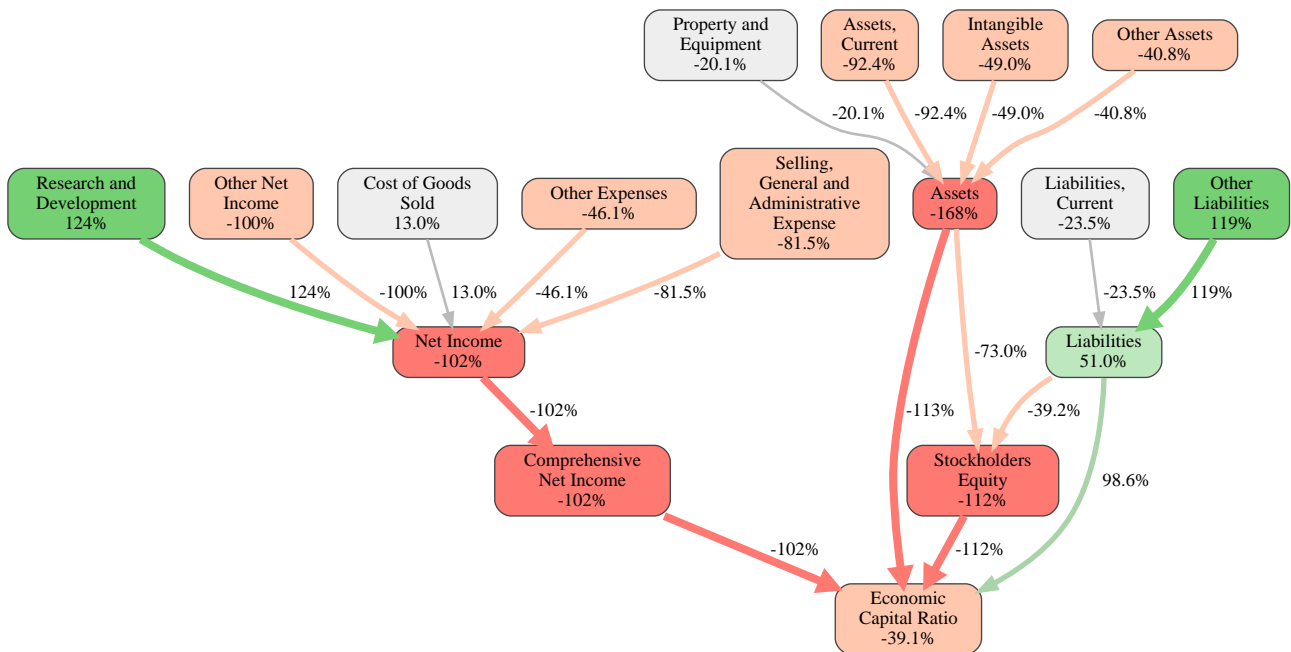 Property and
Equipment
-20.1%
Assets,
Current
-92.4%
Intangible
Assets
-49.0%
Other Assets
-40.8%
-20.1%
-92.4%
-49.0%
-40.8%
Research and
Development
124%
Other Net
Income
-100%
Cost of Goods
Sold
13.0%
Other Expenses
-46.1%
Selling,
General and
Administrative
Expense
-81.5%
Assets
-168%
Liabilities,
Current
-23.5%
Other
Liabilities
119%
124%
-100%
13.0%
-46.1%
-81.5%
-23.5%
119%
Net Income
-102%
-73.0%
Liabilities
51.0%
-102%
-113%
-39.2%
Comprehensive
Net Income
-102%
Stockholders
Equity
-112%
98.6%
-102%
-112%
Economic
Capital Ratio
-39.1%